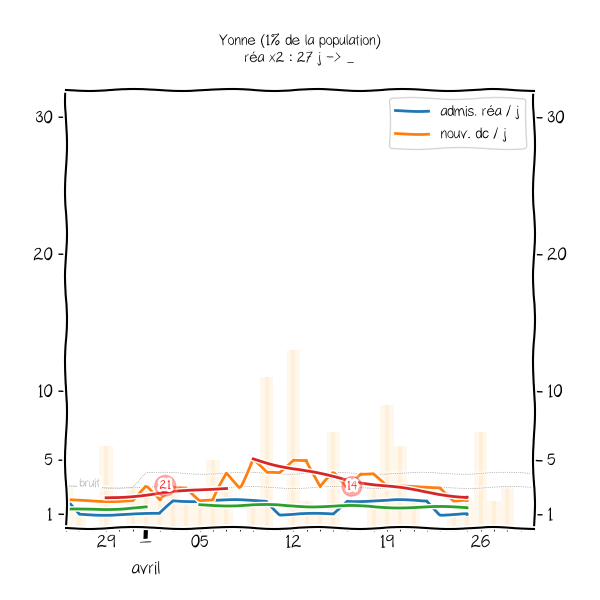 Yonne (1% de la population)
réa x2 : 27 j -> _
admis. réa / j
nouv. dc / j
30
30
20
20
10
10
5
5
bruit
21
14
1
1
29
05
12
19
26
avril